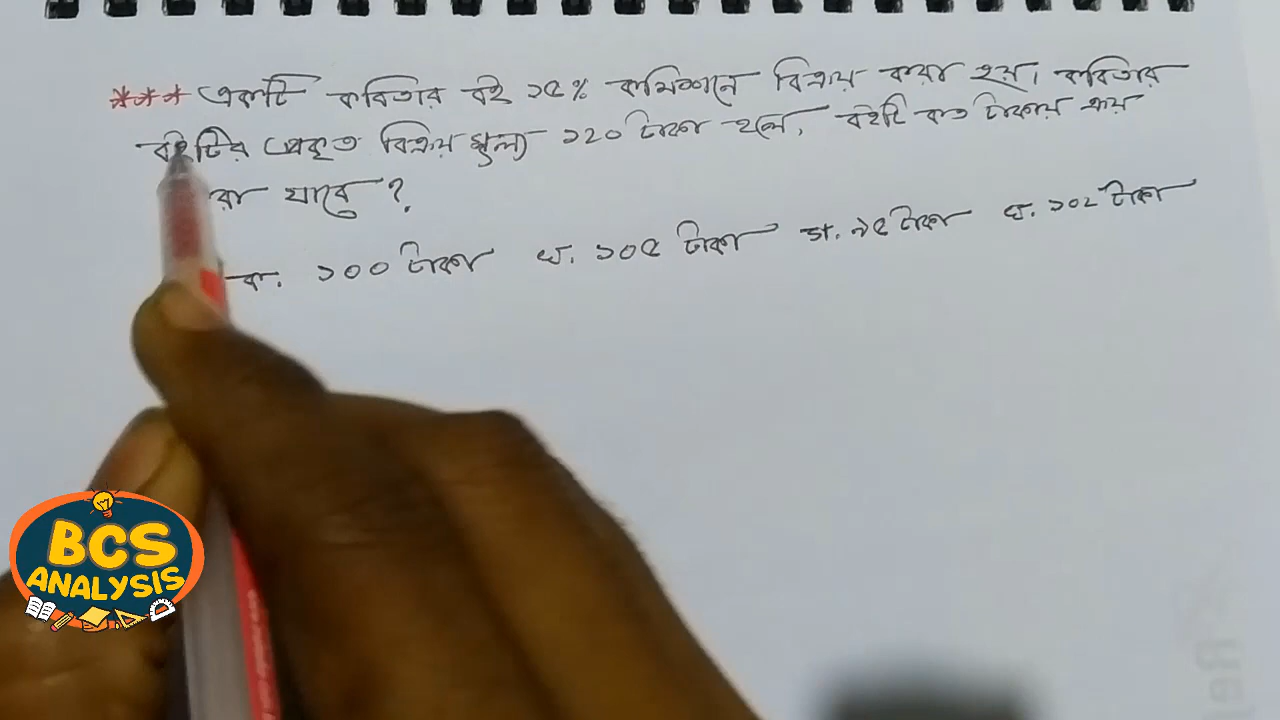 *** একটি কবিতার বই ১৫% কমিশনে বিক্রয় করা হয়। কবিতার
বইটির প্রকৃত বিক্রয় মূল্য ১২০ টাকা হলে, বইটি কত টাকায় ক্রয়
রা যাবে ?
ক. ১০০ টাকা খ. ১০৫ টাকা গ. ৯৫ টাকা ঘ. ১০২ টাকা
BCS
ANALYSIS